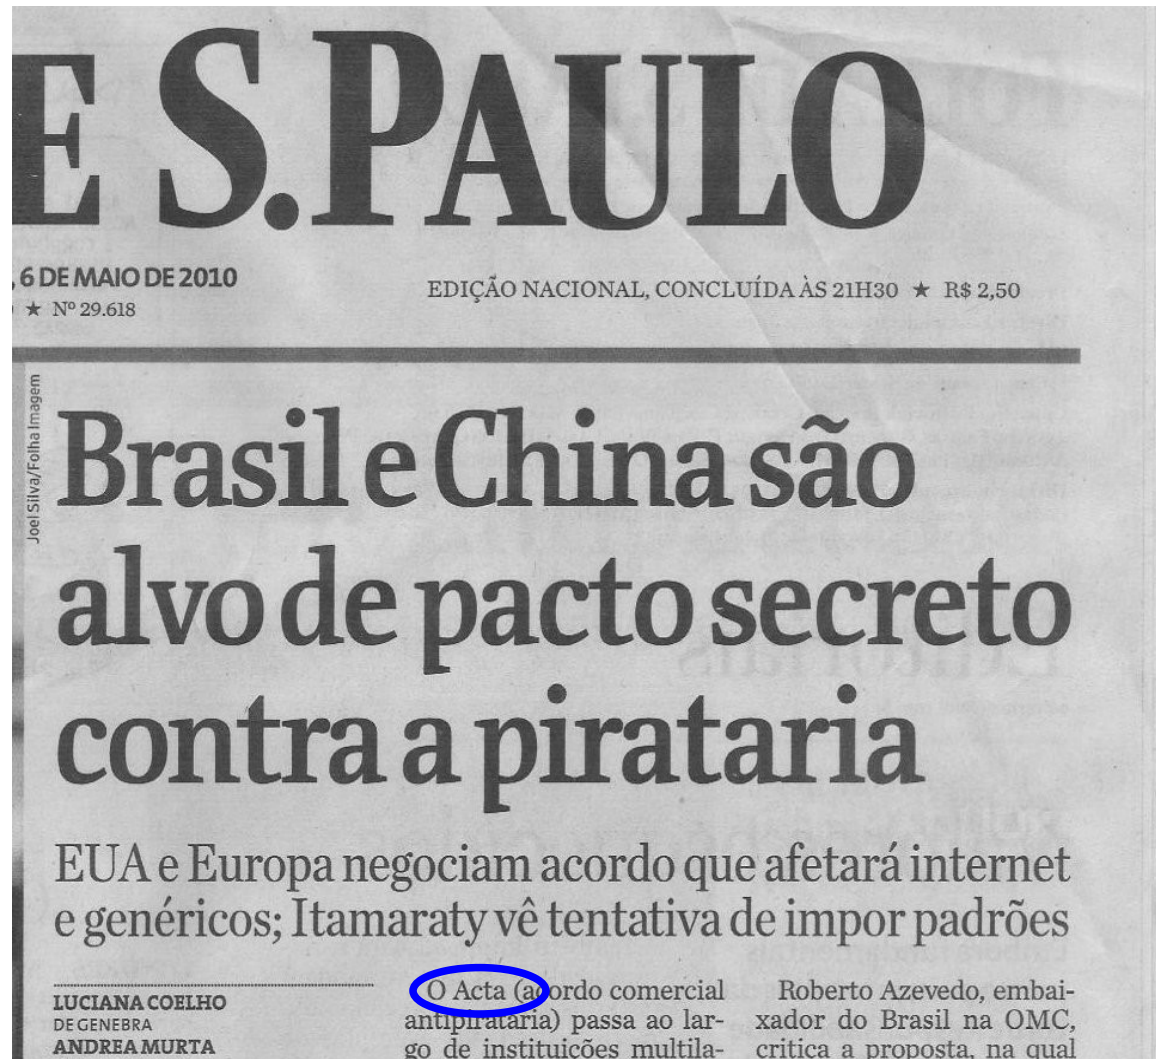 E S.PAULO
, 6 DE MAIO DE 2010
★ Nº 29.618
EDIÇÃO NACIONAL, CONCLUÍDA ÀS 21H30 ★ R$ 2,50
Joel Silva/Folha Imagem
Brasil e China são
alvo de pacto secreto
contra a pirataria
EUA e Europa negociam acordo que afetará internet
e genéricos; Itamaraty vê tentativa de impor padrões
LUCIANA COELHO
DE GENEBRA
ANDREA MURTA
O Acta (acordo comercial
antipirataria) passa ao lar-
go de instituições multila-
Roberto Azevedo, embai-
xador do Brasil na OMC,
critica a proposta, na qual